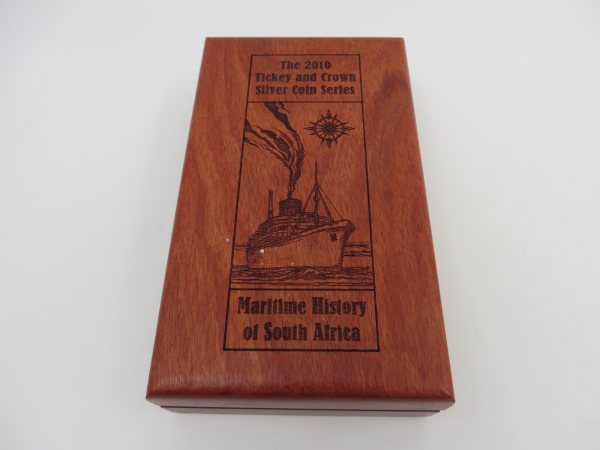 The 2010
Tickey and Crown
Silver Coin Series
Maritime History
of South Africa